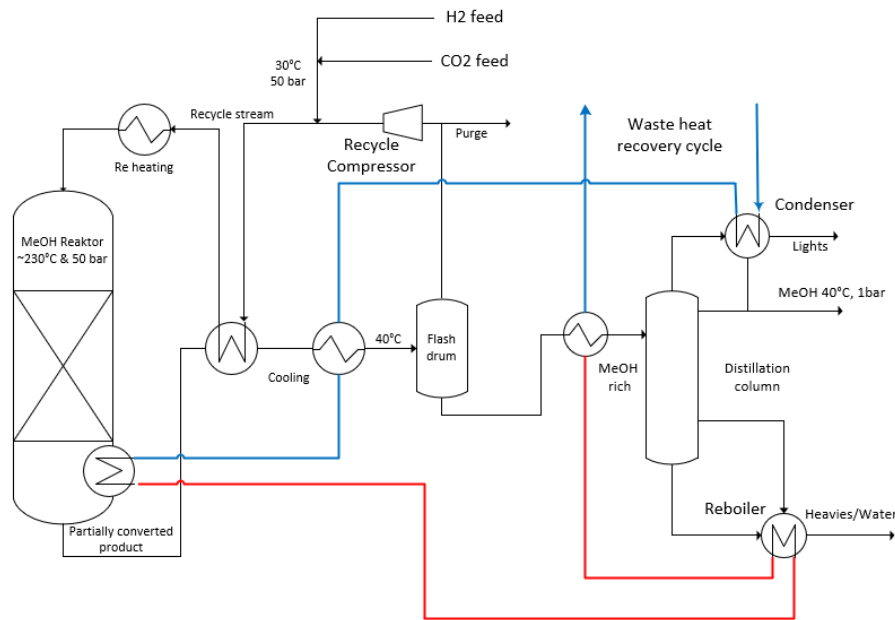 H2 feed
CO2 feed
30°C
50 bar
Recycle stream
Recycle
Compressor
Purge
Waste heat
recovery cycle
Re heating
Condenser
Lights
MeOH Reaktor
~230°C & 50 bar
MeOH 40°C, 1bar
40°C
Flash
drum
Cooling
MeOH
rich
Distillation
column
Reboiler
Heavies/Water
Partially converted
product